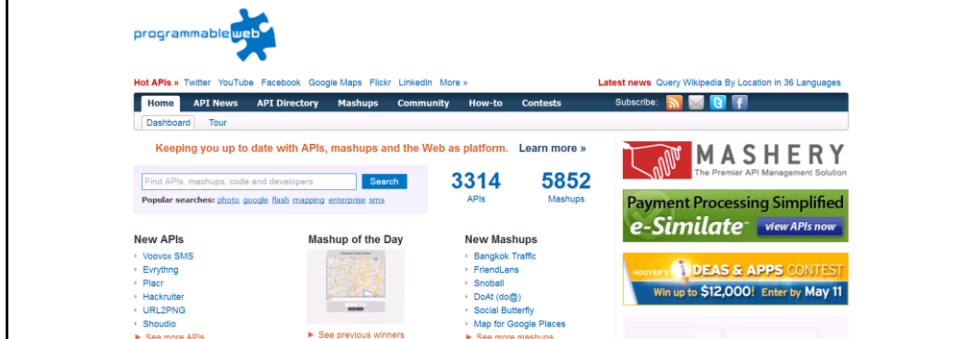 programmableweb
Hot APIs » Twitter YouTube Facebook Google Maps Flickr LinkedIn More »
Latest news Query Wikipedia By Location in 36 Languages
Home API News API Directory Mashups Community How-to Contests
Subscribe:
Dashboard Tour
Keeping you up to date with APIs, mashups and the Web as platform. Learn more »
Find APIs, mashups, code and developers Search
Popular searches: photo google flash mapping enterprise sms
3314 5852
APIs Mashups
MASHERY
The Premier API Management Solution
Payment Processing Simplified
e-Similate view APIs now
HOOVER'S IDEAS & APPS CONTEST
Win up to $12,000! Enter by May 11
New APIs
Voovox SMS
Evrythng
Placr
Hackruiter
URL2PNG
Shoudio
See more APIs
Mashup of the Day
See previous winners
New Mashups
Bangkok Traffic
FriendLens
Snoball
DoAt (do@)
Social Butterfly
Map for Google Places
See more mashups